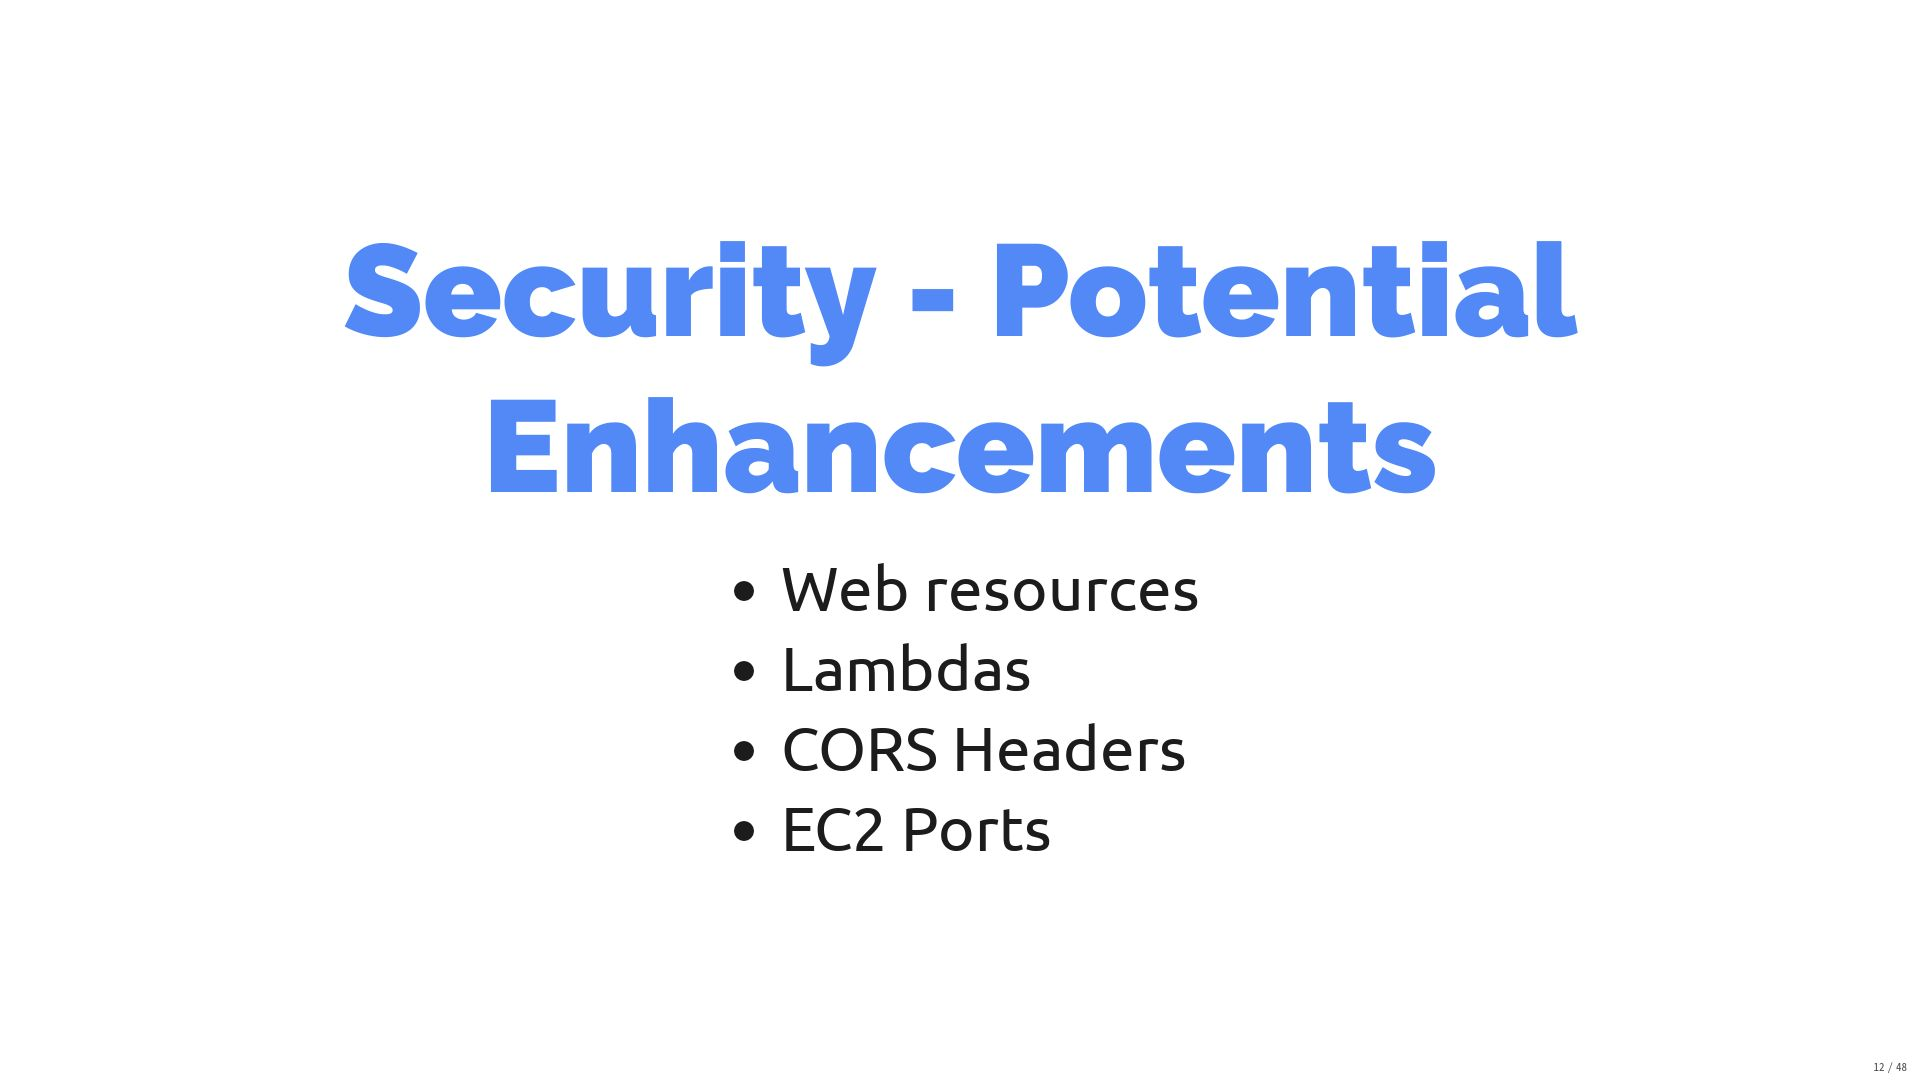 Security - Potential
Enhancements
• Web resources
• Lambdas
• CORS Headers
• EC2 Ports
12 / 48